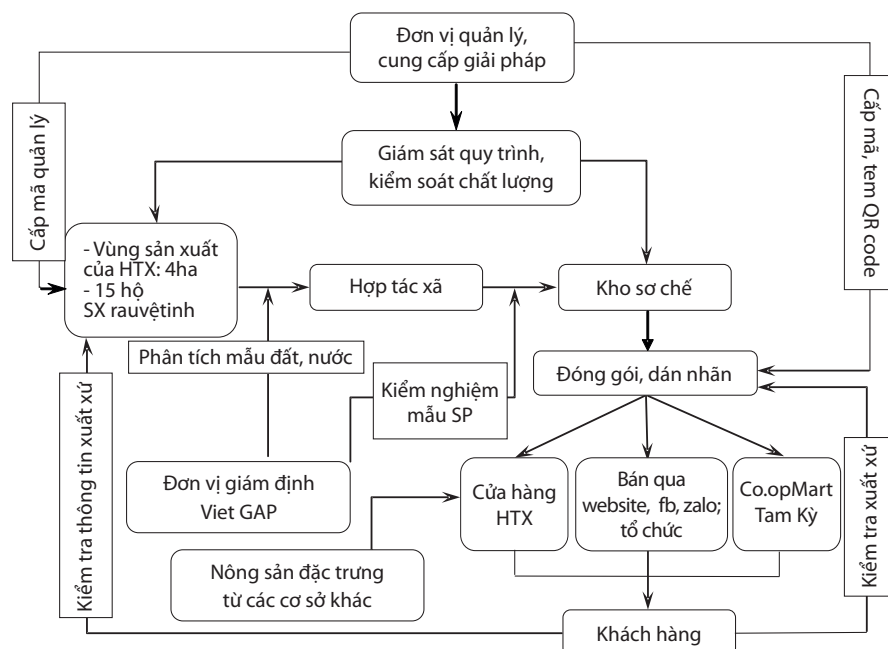 Đơn vị quản lý,
cung cấp giải pháp
Cấp mã quản lý
Cấp mã, tem QR code
Giám sát quy trình,
kiểm soát chất lượng
- Vùng sản xuất
của HTX: 4ha
- 15 hộ
SX rauvệtinh
Hợp tác xã
Kho sơ chế
Phân tích mẫu đất, nước
Kiểm nghiệm
mẫu SP
Đóng gói, dán nhãn
Kiểm tra thông tin xuất xứ
Kiểm tra xuất xứ
Đơn vị giám định
Viet GAP
Cửa hàng
HTX
Bán qua
website, fb, zalo;
tổ chức
Co.opMart
Tam Kỳ
Nông sản đặc trưng
từ các cơ sở khác
Khách hàng